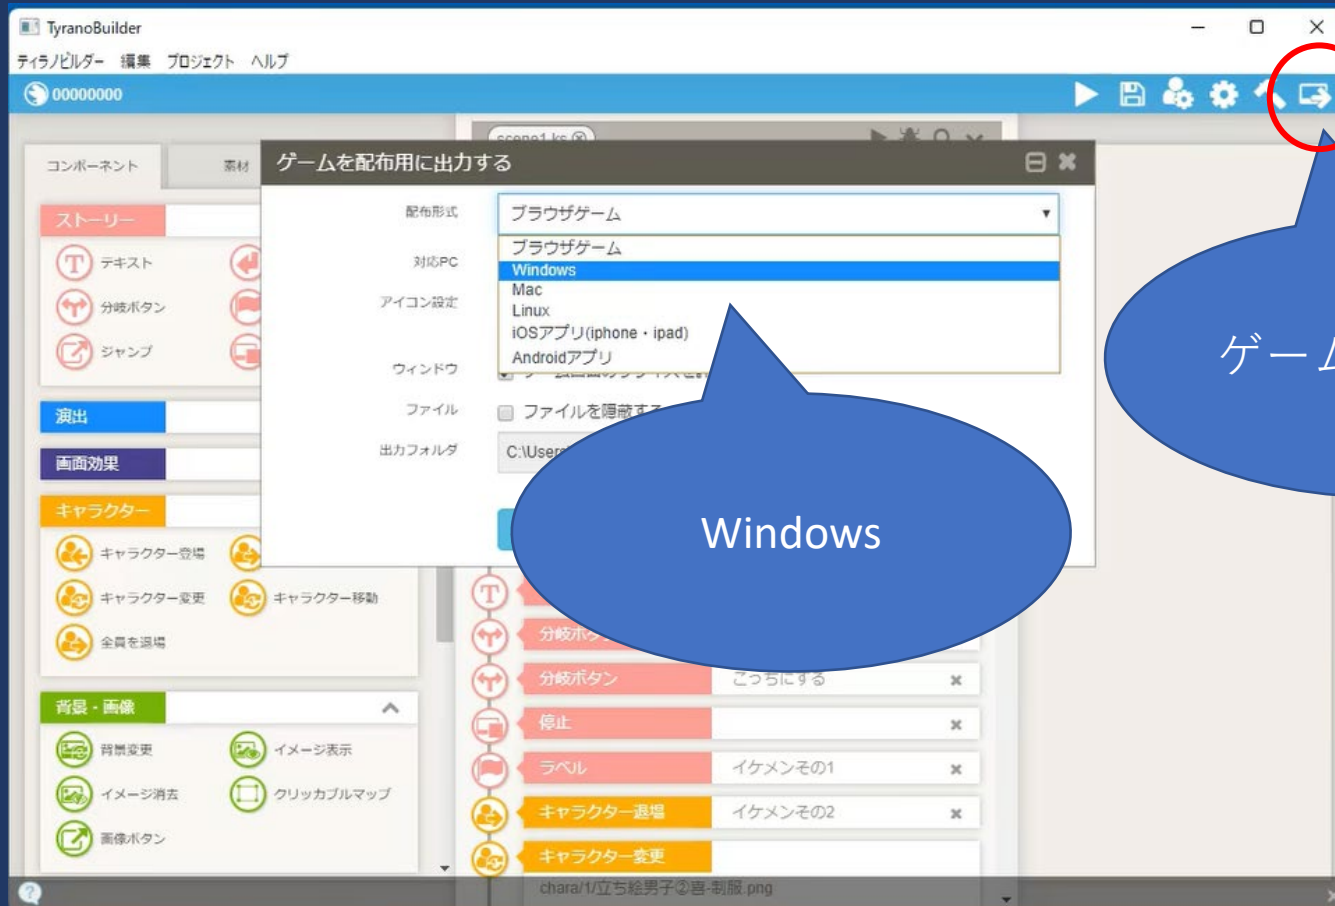 TyranoBuilder
ティラノビルダー 編集 プロジェクト ヘルプ
00000000
scene1.ks
コンポーネント
素材
ゲームを配布用に出力する
配布形式
ブラウザゲーム
ブラウザゲーム
Windows
Mac
Linux
iOSアプリ(iphone・ipad)
Androidアプリ
対応PC
アイコン設定
ウィンドウ
ファイル
ファイルを隠蔽する
出力フォルダ
C:\Users
Windows
ゲーム
ストーリー
テキスト
分岐ボタン
ジャンプ
演出
画面効果
キャラクター
キャラクター登場
キャラクター変更
キャラクター移動
全員を退場
背景・画像
背景変更
イメージ表示
イメージ消去
クリッカブルマップ
画像ボタン
分岐ボタン
分岐ボタン
こっちにする
停止
ラベル
イケメンその1
キャラクター退場
イケメンその2
キャラクター変更
chara/1/立ち絵男子②喜-制服.png